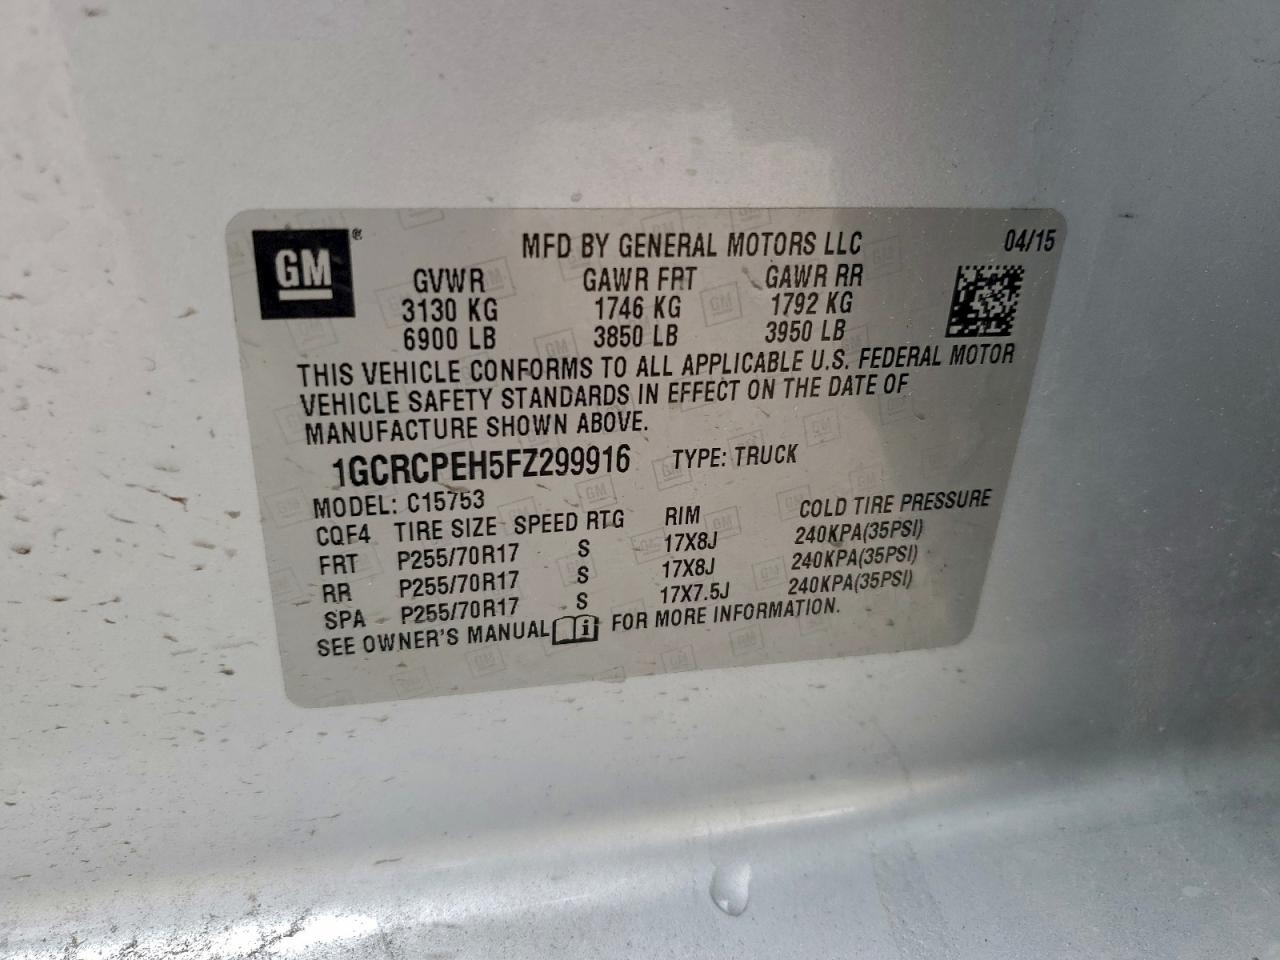 GM ®
MFD BY GENERAL MOTORS LLC 04/15
GVWR GAWR FRT GAWR RR
3130 KG 1746 KG 1792 KG
6900 LB 3850 LB 3950 LB
THIS VEHICLE CONFORMS TO ALL APPLICABLE U.S. FEDERAL MOTOR
VEHICLE SAFETY STANDARDS IN EFFECT ON THE DATE OF
MANUFACTURE SHOWN ABOVE.
1GCRCPEH5FZ299916 TYPE: TRUCK
MODEL: C15753
CQF4 TIRE SIZE SPEED RTG RIM COLD TIRE PRESSURE
FRT P255/70R17 S 17X8J 240KPA(35PSI)
RR P255/70R17 S 17X8J 240KPA(35PSI)
SPA P255/70R17 S 17X7.5J 240KPA(35PSI)
SEE OWNER'S MANUAL i FOR MORE INFORMATION.